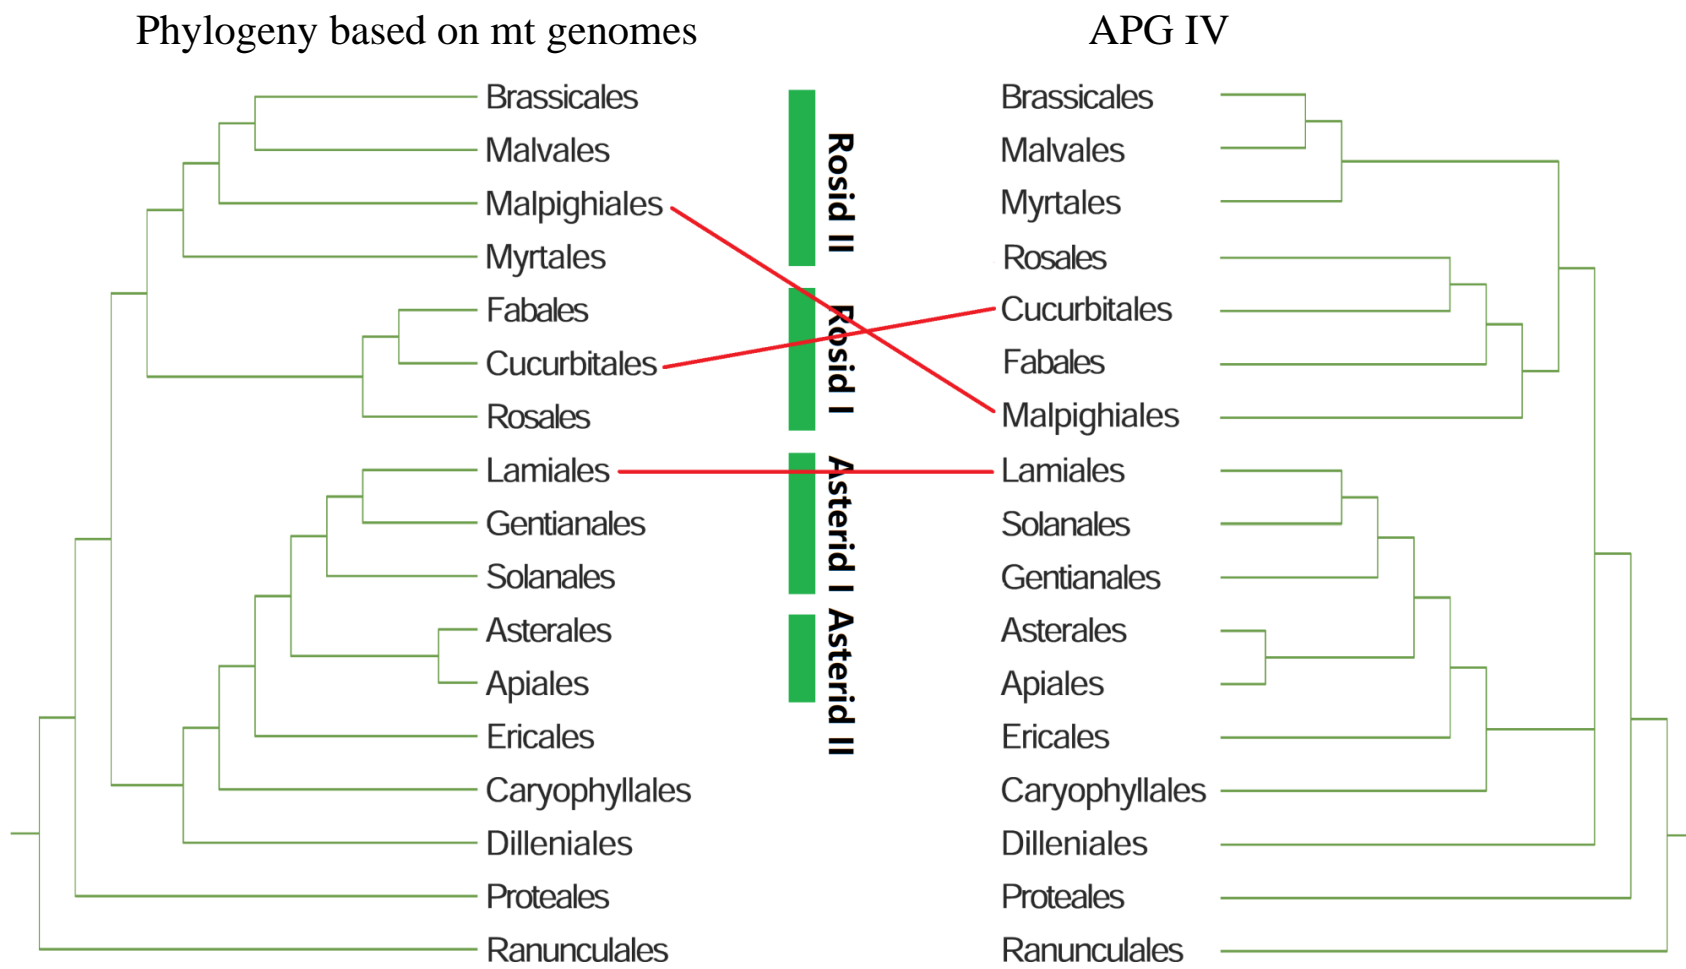 Phylogeny based on mt genomes
APG IV
Brassicales
Malvales
Malpighiales
Myrtales
Fabales
Cucurbitales
Rosales
Lamiales
Gentianales
Solanales
Asterales
Apiales
Ericales
Caryophyllales
Dilleniales
Proteales
Ranunculales
Rosid II
Rosid I
Asterid I
Asterid II
Brassicales
Malvales
Myrtales
Rosales
Cucurbitales
Fabales
Malpighiales
Lamiales
Solanales
Gentianales
Asterales
Apiales
Ericales
Caryophyllales
Dilleniales
Proteales
Ranunculales